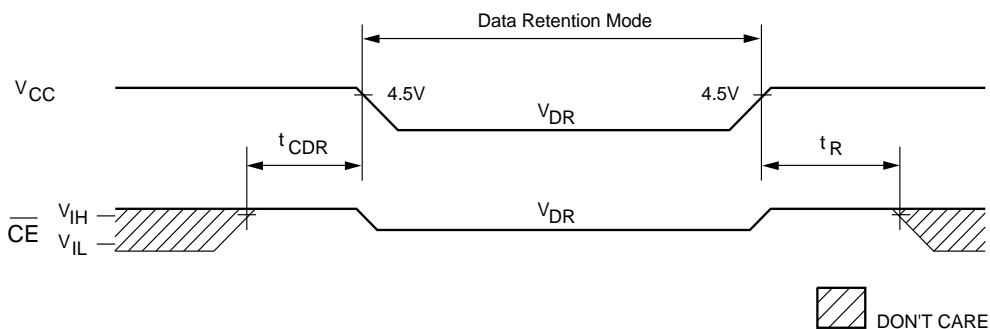 Data Retention Mode
VCC
4.5V
VDR
4.5V
tCDR
tR
VIH
CE
VIL
VDR
DON'T CARE